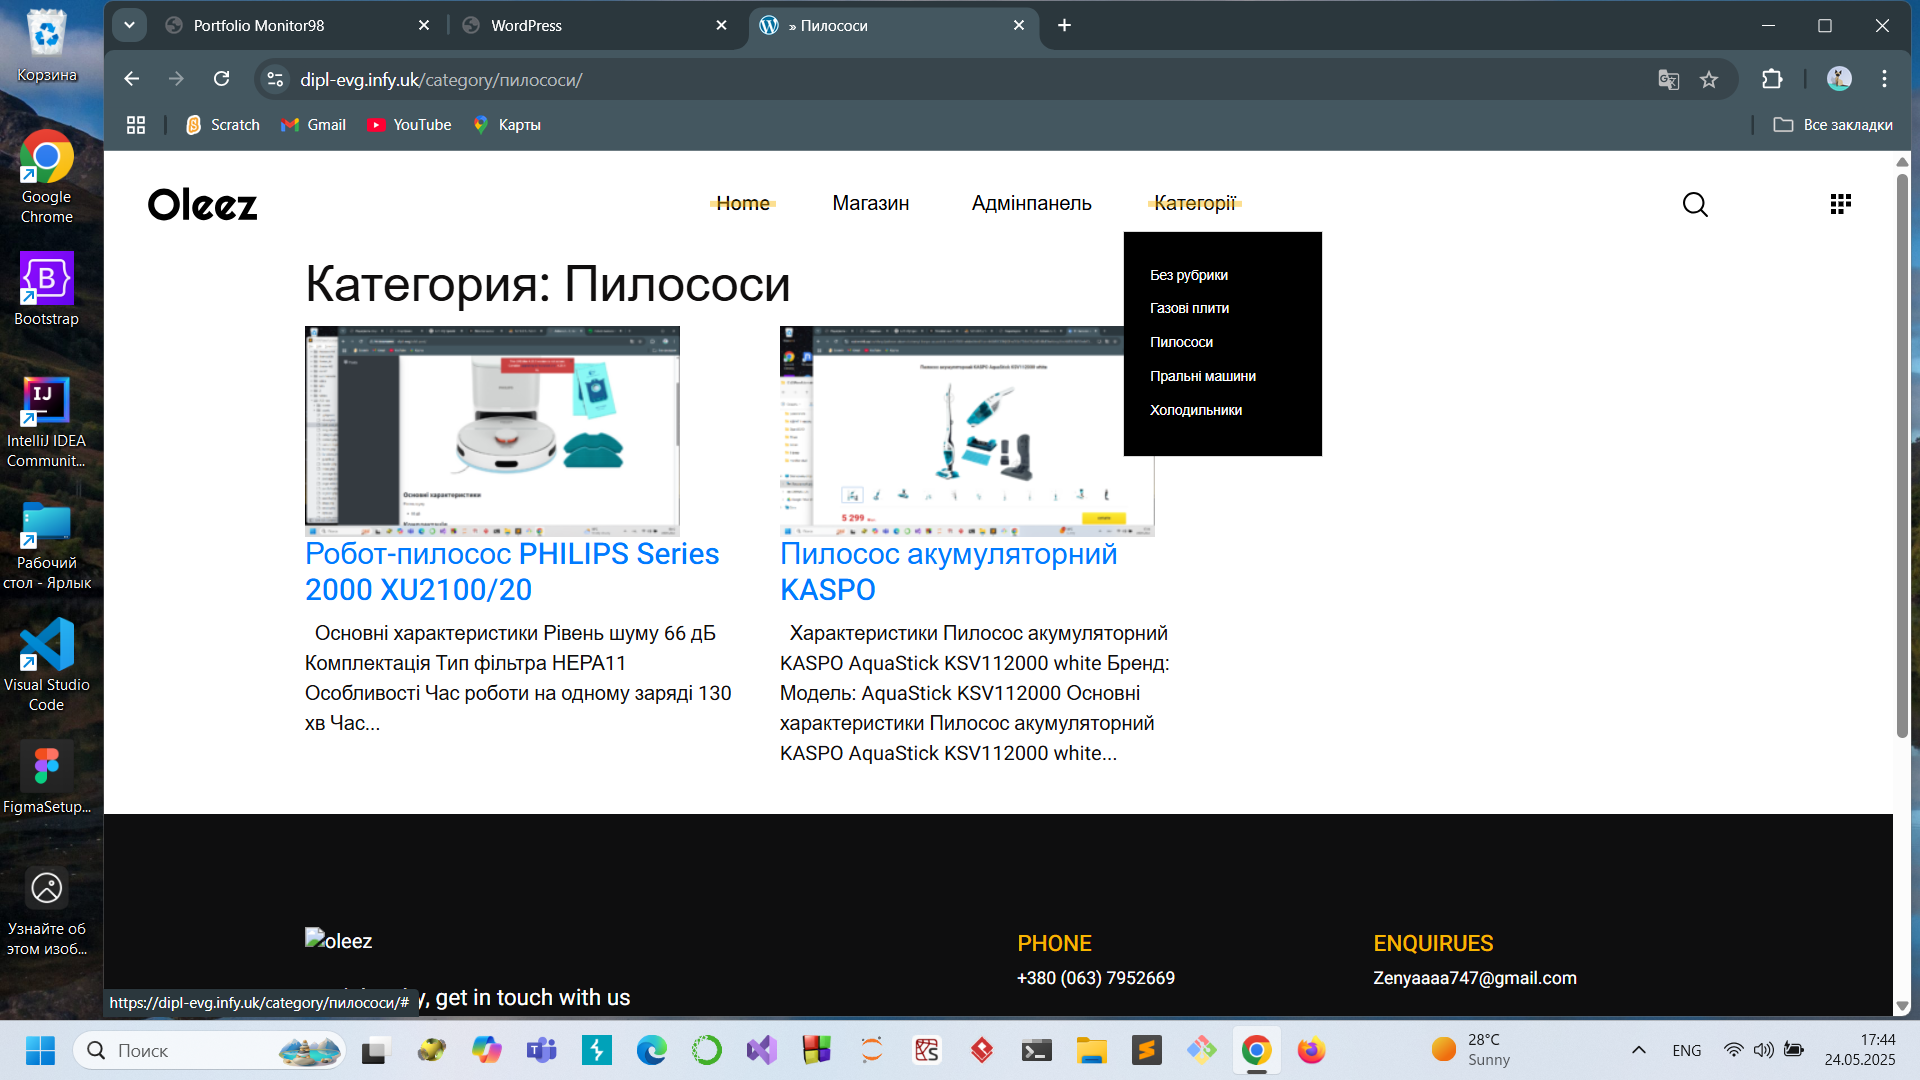 Корзина
Google
Chrome
Bootstrap
IntelliJ IDEA
Communit...
Рабочий
стол - Ярлык
Visual Studio
Code
FigmaSetup...
Узнайте об
этом изоб...
Portfolio Monitor98
WordPress
» Пилососи
dipl-evg.infy.uk/category/пилососи/
Scratch
Gmail
YouTube
Карты
Все закладки
Oleez
Home
Магазин
Адмінпанель
Категорії
Без рубрики
Газові плити
Пилососи
Пральні машини
Холодильники
Категория: Пилососи
Основні характеристики
5 299
Робот-пилосос PHILIPS Series
2000 XU2100/20
Основні характеристики Рівень шуму 66 дБ
Комплектація Тип фільтра HEPA11
Особливості Час роботи на одному заряді 130
хв Час...
Пилосос акумуляторний
KASPO
Характеристики Пилосос акумуляторний
KASPO AquaStick KSV112000 white Бренд:
Модель: AquaStick KSV112000 Основні
характеристики Пилосос акумуляторний
KASPO AquaStick KSV112000 white...
oleez
y, get in touch with us
PHONE
+380 (063) 7952669
ENQUIRUES
Zenyaaaa747@gmail.com
https://dipl-evg.infy.uk/category/пилососи/#
Поиск
28°C
Sunny
ENG
17:44
24.05.2025